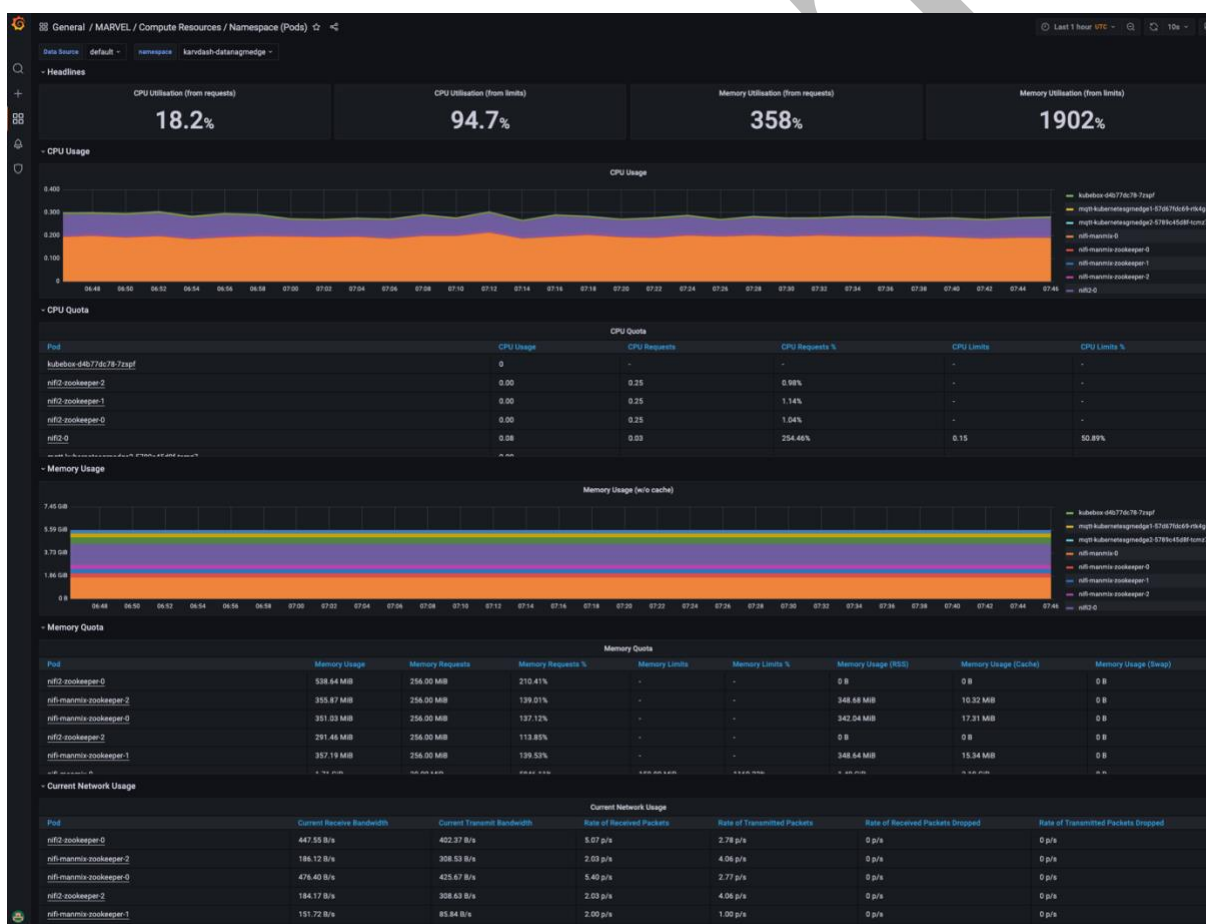 General / MARVEL / Compute Resources / Namespace (Pods)
Last 1 hour UTC
10s
Data Source default namespace karvdash-datanagmedge
Headlines
CPU Utilisation (from requests) CPU Utilisation (from limits) Memory Utilisation (from requests) Memory Utilisation (from limits)
18.2% 94.7% 358% 1902%
CPU Usage
CPU Usage
0.400
0.300
0.200
0.100
0
06:48 06:50 06:52 06:54 06:56 06:58 07:00 07:02 07:04 07:06 07:08 07:10 07:12 07:14 07:16 07:18 07:20 07:22 07:24 07:26 07:28 07:30 07:32 07:34 07:36 07:38 07:40 07:42 07:44 07:46
kubebox-d4b77dc78-7zxpf
mqtt-kubernetesgmedge1-57d67fdc69-rtk4g
mqtt-kubernetesgmedge2-5789c45d8f-tcmz7
nifi-manmix-0
nifi-manmix-zookeeper-0
nifi-manmix-zookeeper-1
nifi-manmix-zookeeper-2
nifi2-0
CPU Quota
CPU Quota
Pod CPU Usage CPU Requests CPU Requests % CPU Limits CPU Limits %
kubebox-d4b77dc78-7zxpf 0 - - - -
nifi2-zookeeper-2 0.00 0.25 0.98% - -
nifi2-zookeeper-1 0.00 0.25 1.14% - -
nifi2-zookeeper-0 0.00 0.25 1.04% - -
nifi2-0 0.08 0.03 254.46% 0.15 50.89%
Memory Usage
Memory Usage (w/o cache)
7.45 GiB
5.59 GiB
3.73 GiB
1.86 GiB
0 B
06:48 06:50 06:52 06:54 06:56 06:58 07:00 07:02 07:04 07:06 07:08 07:10 07:12 07:14 07:16 07:18 07:20 07:22 07:24 07:26 07:28 07:30 07:32 07:34 07:36 07:38 07:40 07:42 07:44 07:46
kubebox-d4b77dc78-7zxpf
mqtt-kubernetesgmedge1-57d67fdc69-rtk4g
mqtt-kubernetesgmedge2-5789c45d8f-tcmz7
nifi-manmix-0
nifi-manmix-zookeeper-0
nifi-manmix-zookeeper-1
nifi-manmix-zookeeper-2
nifi2-0
Memory Quota
Memory Quota
Pod Memory Usage Memory Requests Memory Requests % Memory Limits Memory Limits % Memory Usage (RSS) Memory Usage (Cache) Memory Usage (Swap)
nifi2-zookeeper-0 538.64 MiB 256.00 MiB 210.41% - - 0 B 0 B 0 B
nifi-manmix-zookeeper-2 355.87 MiB 256.00 MiB 139.01% - - 348.68 MiB 10.32 MiB 0 B
nifi-manmix-zookeeper-0 351.03 MiB 256.00 MiB 137.12% - - 342.04 MiB 17.31 MiB 0 B
nifi2-zookeeper-2 291.46 MiB 256.00 MiB 113.85% - - 0 B 0 B 0 B
nifi-manmix-zookeeper-1 357.19 MiB 256.00 MiB 139.53% - - 348.64 MiB 15.34 MiB 0 B
Current Network Usage
Current Network Usage
Pod Current Receive Bandwidth Current Transmit Bandwidth Rate of Received Packets Rate of Transmitted Packets Rate of Received Packets Dropped Rate of Transmitted Packets Dropped
nifi2-zookeeper-0 447.55 B/s 402.37 B/s 5.07 p/s 2.78 p/s 0 p/s 0 p/s
nifi-manmix-zookeeper-2 186.12 B/s 308.53 B/s 2.03 p/s 4.06 p/s 0 p/s 0 p/s
nifi-manmix-zookeeper-0 476.40 B/s 425.67 B/s 5.40 p/s 2.77 p/s 0 p/s 0 p/s
nifi2-zookeeper-2 184.17 B/s 308.63 B/s 2.03 p/s 4.06 p/s 0 p/s 0 p/s
nifi-manmix-zookeeper-1 151.72 B/s 85.84 B/s 2.00 p/s 1.00 p/s 0 p/s 0 p/s